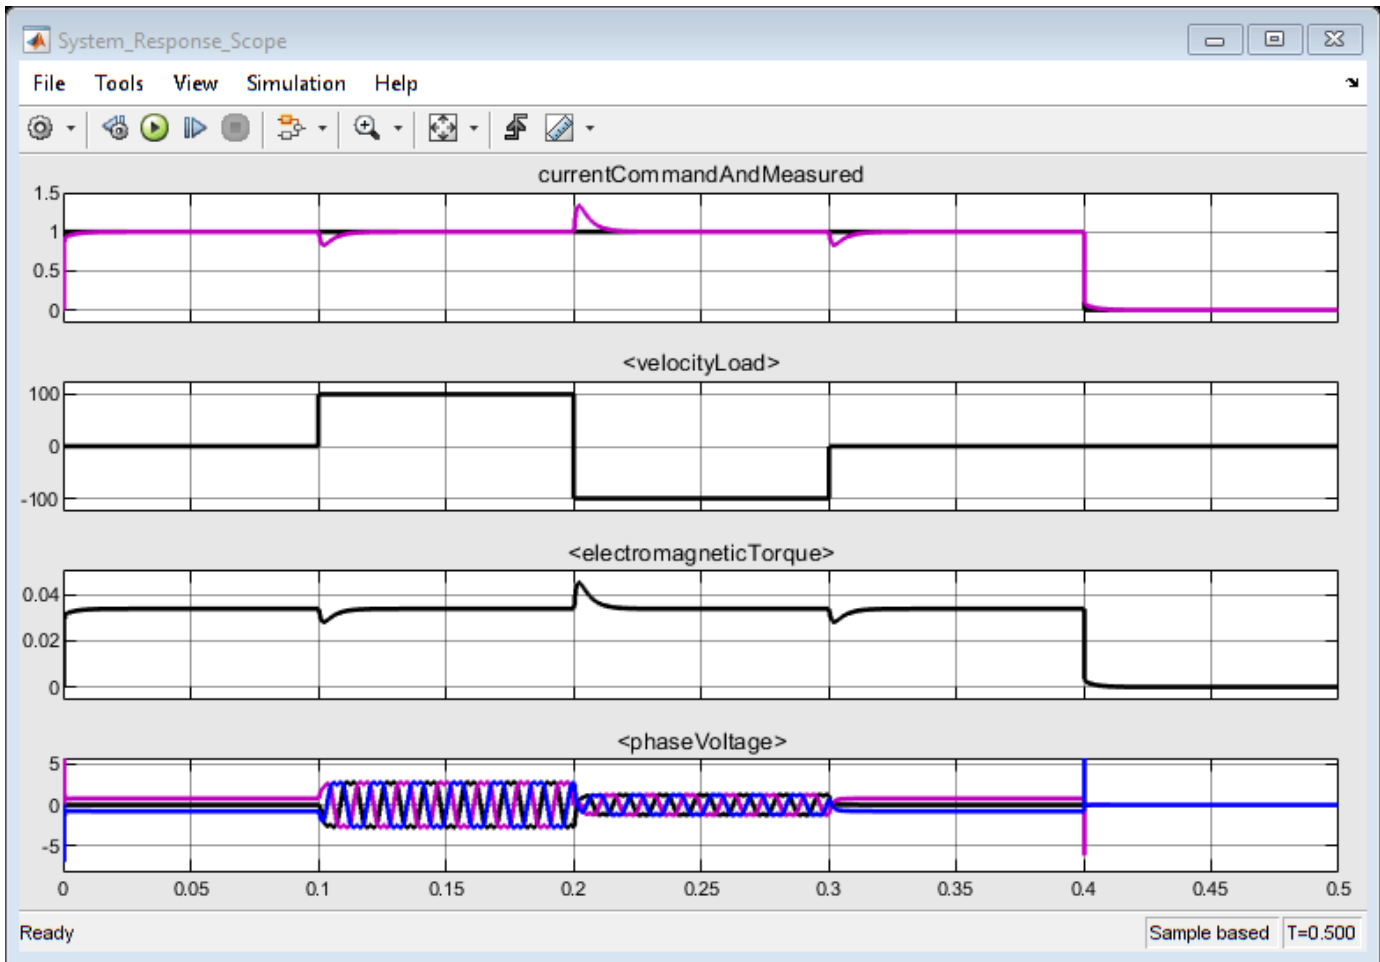 System_Response_Scope
File Tools View Simulation Help
currentCommandAndMeasured
1.5
1
0.5
0
<velocityLoad>
100
0
-100
<electromagneticTorque>
0.04
0.02
0
<phaseVoltage>
5
0
-5
0 0.05 0.1 0.15 0.2 0.25 0.3 0.35 0.4 0.45 0.5
Ready Sample based T=0.500